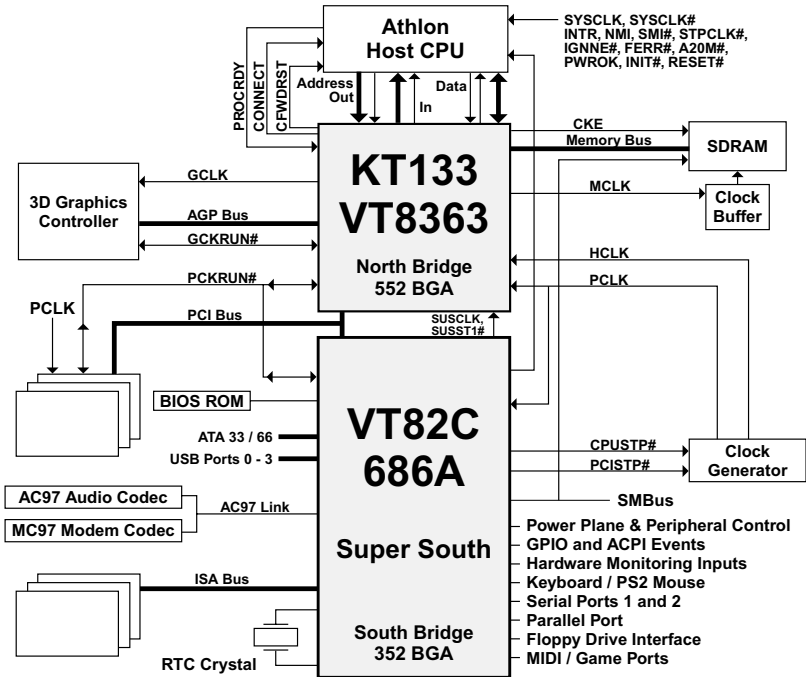 Athlon
Host CPU
SYSCLK, SYSCLK#
INTR, NMI, SMI#, STPCLK#,
IGNNE#, FERR#, A20M#,
PWROK, INIT#, RESET#
PROCRDY
CONNECT
CFWDRST
Address
Out
In
Data
CKE
Memory Bus
SDRAM
KT133
VT8363
North Bridge
552 BGA
3D Graphics
Controller
GCLK
AGP Bus
GCKRUN#
MCLK
Clock
Buffer
HCLK
PCLK
PCKRUN#
PCLK
PCI Bus
SUSCLK,
SUSST1#
BIOS ROM
ATA 33 / 66
USB Ports 0 - 3
VT82C
686A
Super South
South Bridge
352 BGA
CPUSTP#
PCISTP#
Clock
Generator
SMBus
AC97 Audio Codec
MC97 Modem Codec
AC97 Link
ISA Bus
RTC Crystal
Power Plane & Peripheral Control
GPIO and ACPI Events
Hardware Monitoring Inputs
Keyboard / PS2 Mouse
Serial Ports 1 and 2
Parallel Port
Floppy Drive Interface
MIDI / Game Ports